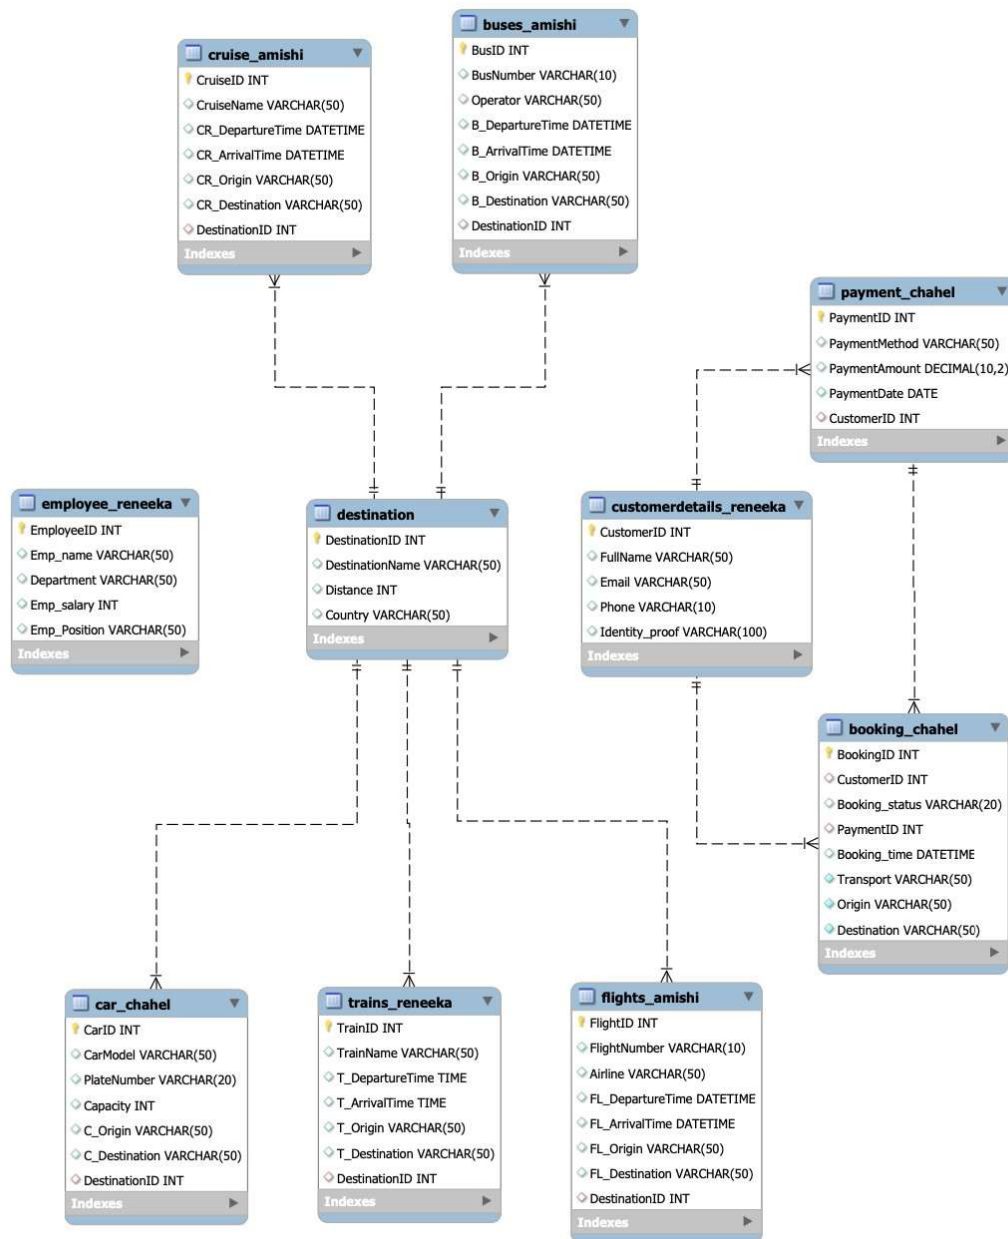 cruise_amishi
CruiseID INT
CruiseName VARCHAR(50)
CR_DepartureTime DATETIME
CR_ArrivalTime DATETIME
CR_Origin VARCHAR(50)
CR_Destination VARCHAR(50)
DestinationID INT
Indexes
buses_amishi
BusID INT
BusNumber VARCHAR(10)
Operator VARCHAR(50)
B_DepartureTime DATETIME
B_ArrivalTime DATETIME
B_Origin VARCHAR(50)
B_Destination VARCHAR(50)
DestinationID INT
Indexes
payment_chahel
PaymentID INT
PaymentMethod VARCHAR(50)
PaymentAmount DECIMAL(10,2)
PaymentDate DATE
CustomerID INT
Indexes
employee_reneeka
EmployeeID INT
Emp_name VARCHAR(50)
Department VARCHAR(50)
Emp_salary INT
Emp_Position VARCHAR(50)
Indexes
destination
DestinationID INT
DestinationName VARCHAR(50)
Distance INT
Country VARCHAR(50)
Indexes
customerdetails_reneeka
CustomerID INT
FullName VARCHAR(50)
Email VARCHAR(50)
Phone VARCHAR(10)
Identity_proof VARCHAR(100)
Indexes
booking_chahel
BookingID INT
CustomerID INT
Booking_status VARCHAR(20)
PaymentID INT
Booking_time DATETIME
Transport VARCHAR(50)
Origin VARCHAR(50)
Destination VARCHAR(50)
Indexes
car_chahel
CarID INT
CarModel VARCHAR(50)
PlateNumber VARCHAR(20)
Capacity INT
C_Origin VARCHAR(50)
C_Destination VARCHAR(50)
DestinationID INT
Indexes
trains_reneeka
TrainID INT
TrainName VARCHAR(50)
T_DepartureTime TIME
T_ArrivalTime TIME
T_Origin VARCHAR(50)
T_Destination VARCHAR(50)
DestinationID INT
Indexes
flights_amishi
FlightID INT
FlightNumber VARCHAR(10)
Airline VARCHAR(50)
FL_DepartureTime DATETIME
FL_ArrivalTime DATETIME
FL_Origin VARCHAR(50)
FL_Destination VARCHAR(50)
DestinationID INT
Indexes